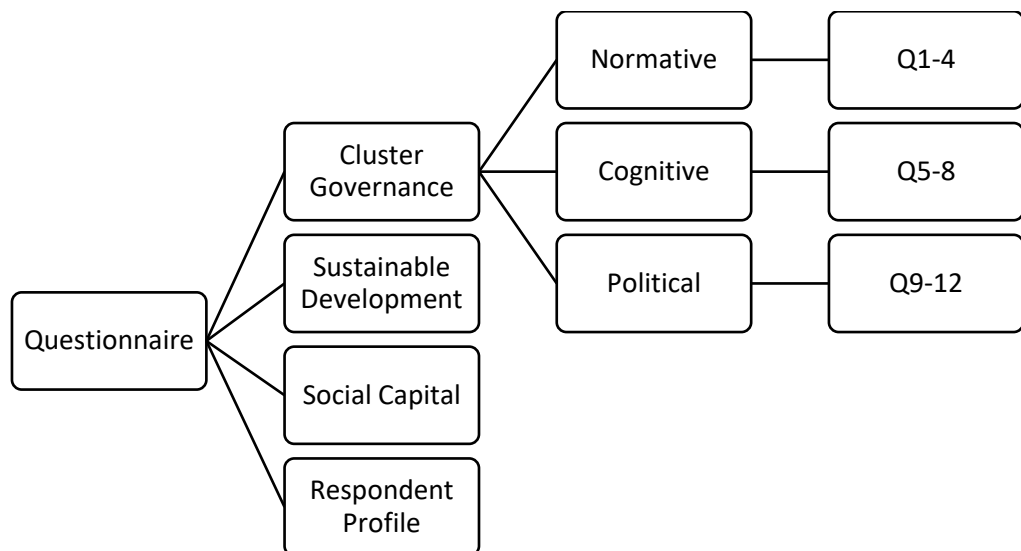 Normative
Q1-4
Cluster
Governance
Cognitive
Q5-8
Sustainable
Development
Political
Q9-12
Questionnaire
Social Capital
Respondent
Profile